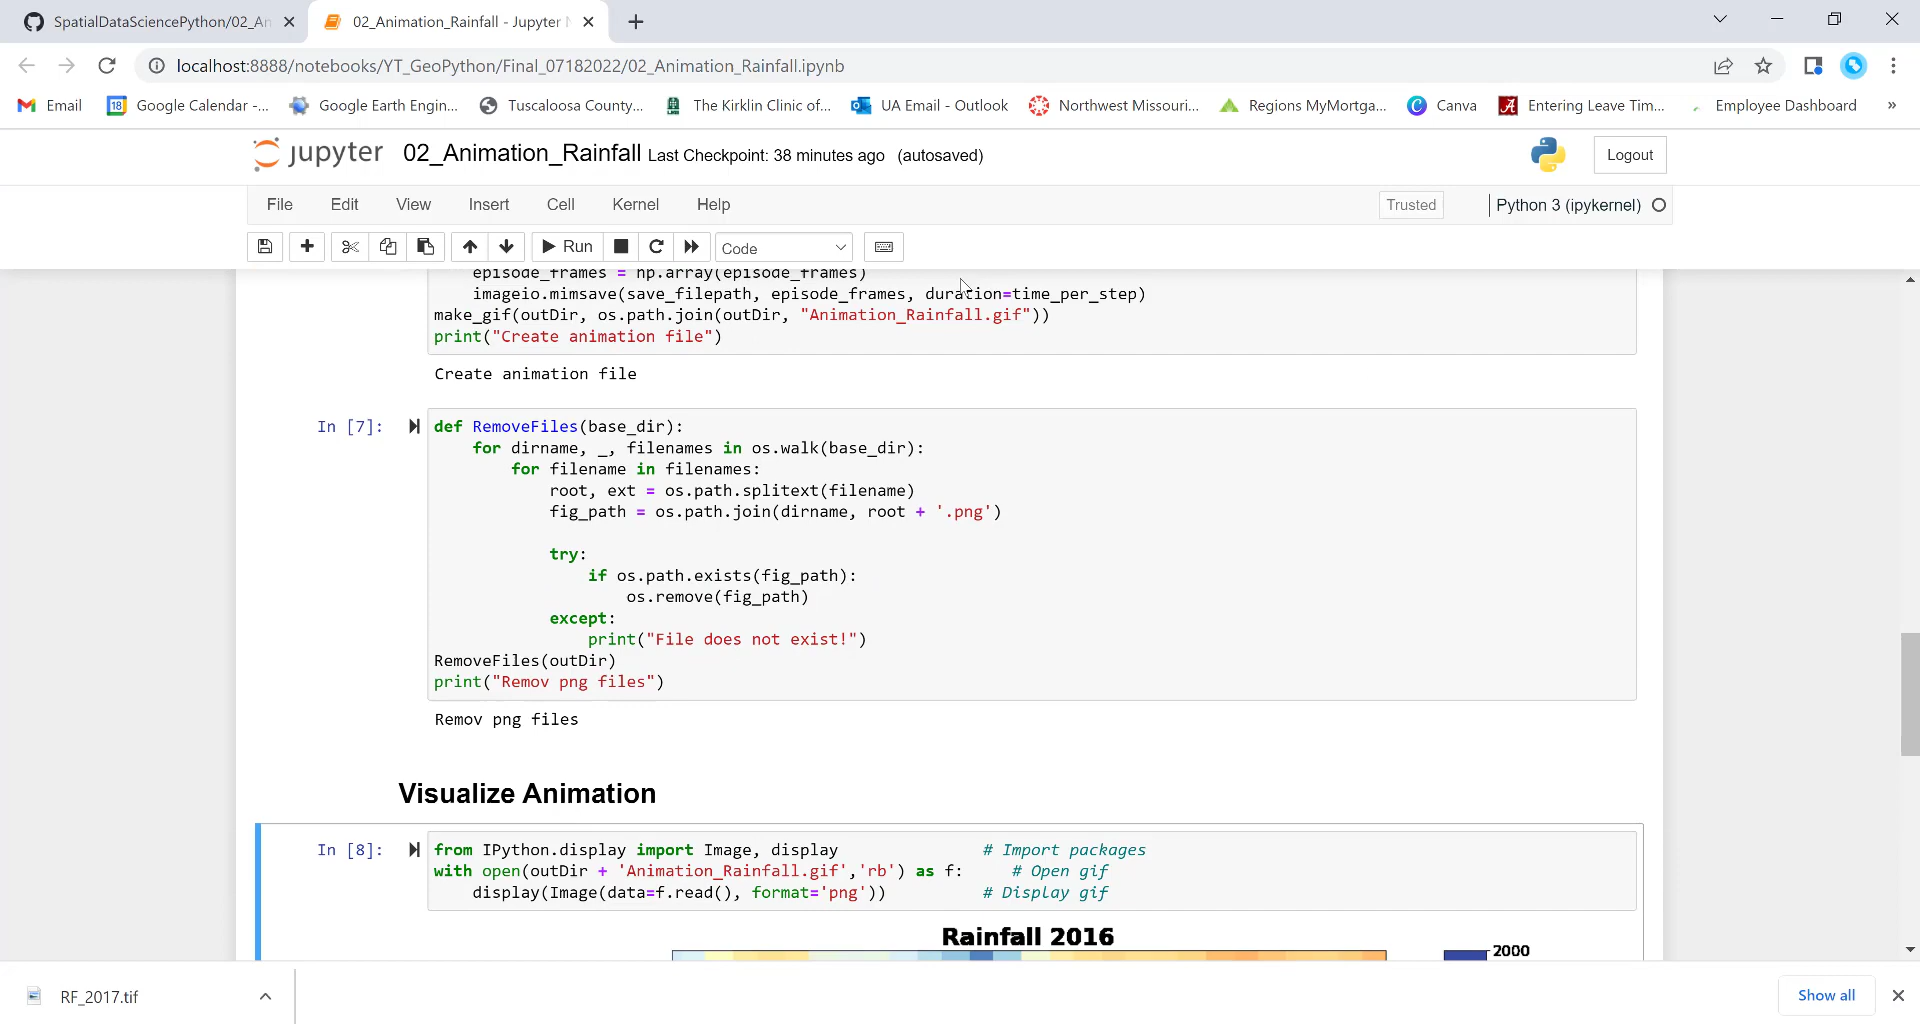 SpatialDataSciencePython/02_An
02_Animation_Rainfall - Jupyter N
localhost:8888/notebooks/YT_GeoPython/Final_07182022/02_Animation_Rainfall.ipynb
Email
18
Google Calendar -...
Google Earth Engin...
Tuscaloosa County...
The Kirklin Clinic of...
UA Email - Outlook
Northwest Missouri...
Regions MyMortga...
Canva
Entering Leave Tim...
Employee Dashboard
»
jupyter
02_Animation_Rainfall Last Checkpoint: 38 minutes ago (autosaved)
Logout
File Edit View Insert Cell Kernel Help
Trusted
Python 3 (ipykernel)
Run
Code
episode_frames = np.array(episode_frames)
imageio.mimsave(save_filepath, episode_frames, duration=time_per_step)
make_gif(outDir, os.path.join(outDir, "Animation_Rainfall.gif"))
print("Create animation file")
Create animation file
In [7]:
def RemoveFiles(base_dir):
for dirname, _, filenames in os.walk(base_dir):
for filename in filenames:
root, ext = os.path.splitext(filename)
fig_path = os.path.join(dirname, root + '.png')
try:
if os.path.exists(fig_path):
os.remove(fig_path)
except:
print("File does not exist!")
RemoveFiles(outDir)
print("Remov png files")
Remov png files
Visualize Animation
In [8]:
from IPython.display import Image, display # Import packages
with open(outDir + 'Animation_Rainfall.gif','rb') as f: # Open gif
display(Image(data=f.read(), format='png')) # Display gif
Rainfall 2016
2000
RF_2017.tif
Show all